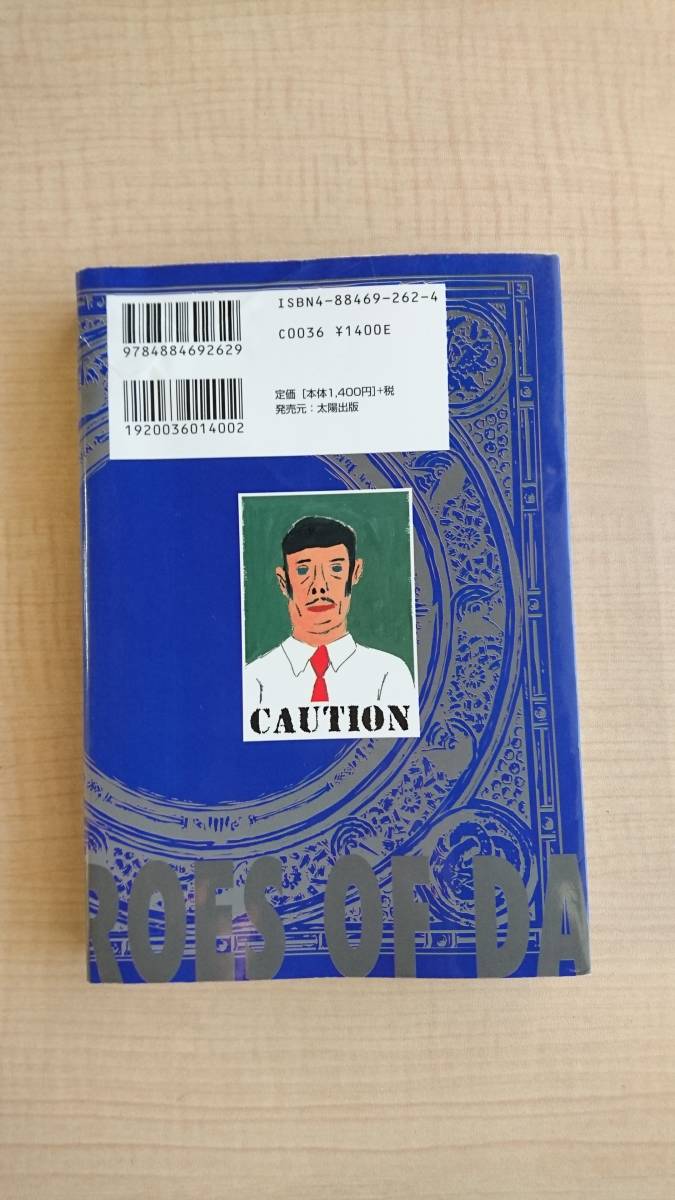 ISBN4-88469-262-4
C0036 ¥1400E
9784884692629
定価［本体1,400円］+税
発売元：太陽出版
1920036014002
CAUTION
ROES OF DA